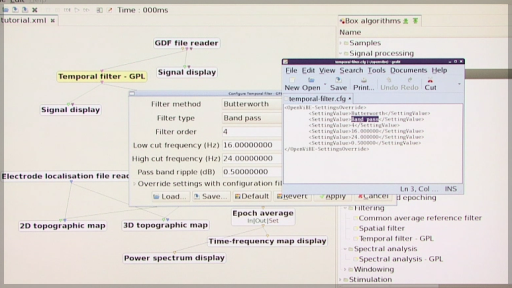 Time : 000ms
tutorial.xml
GDF file reader
Temporal filter - GPL
Signal display
Signal display
Configure Temporal filter - GPL
Filter method Butterworth
Filter type Band pass
Filter order 4
Low cut frequency (Hz) 16.00000000
High cut frequency (Hz) 24.00000000
Pass band ripple (dB) 0.50000000
Override settings with configuration fil
Load... Save... Default Revert Apply Cancel
Electrode localisation file read
Epoch average
In|Out|Set
2D topographic map
3D topographic map
Time-frequency map display
Power spectrum display
Box algorithms
Name
Samples
Signal processing
File Edit View Search Tools Documents Help
New Open Save Print... Undo Redo Cut
temporal-filter.cfg
<OpenViBE-SettingsOverride>
<SettingValue>Butterworth</SettingValue>
<SettingValue>Band pass</SettingValue>
<SettingValue>4</SettingValue>
<SettingValue>16.000000</SettingValue>
<SettingValue>24.000000</SettingValue>
<SettingValue>0.500000</SettingValue>
</OpenViBE-SettingsOverride>
Ln 3, Col ... INS
epoching
Filtering
Common average reference filter
Spatial filter
Temporal filter - GPL
Spectral analysis
Spectral analysis - GPL
Windowing
Stimulation